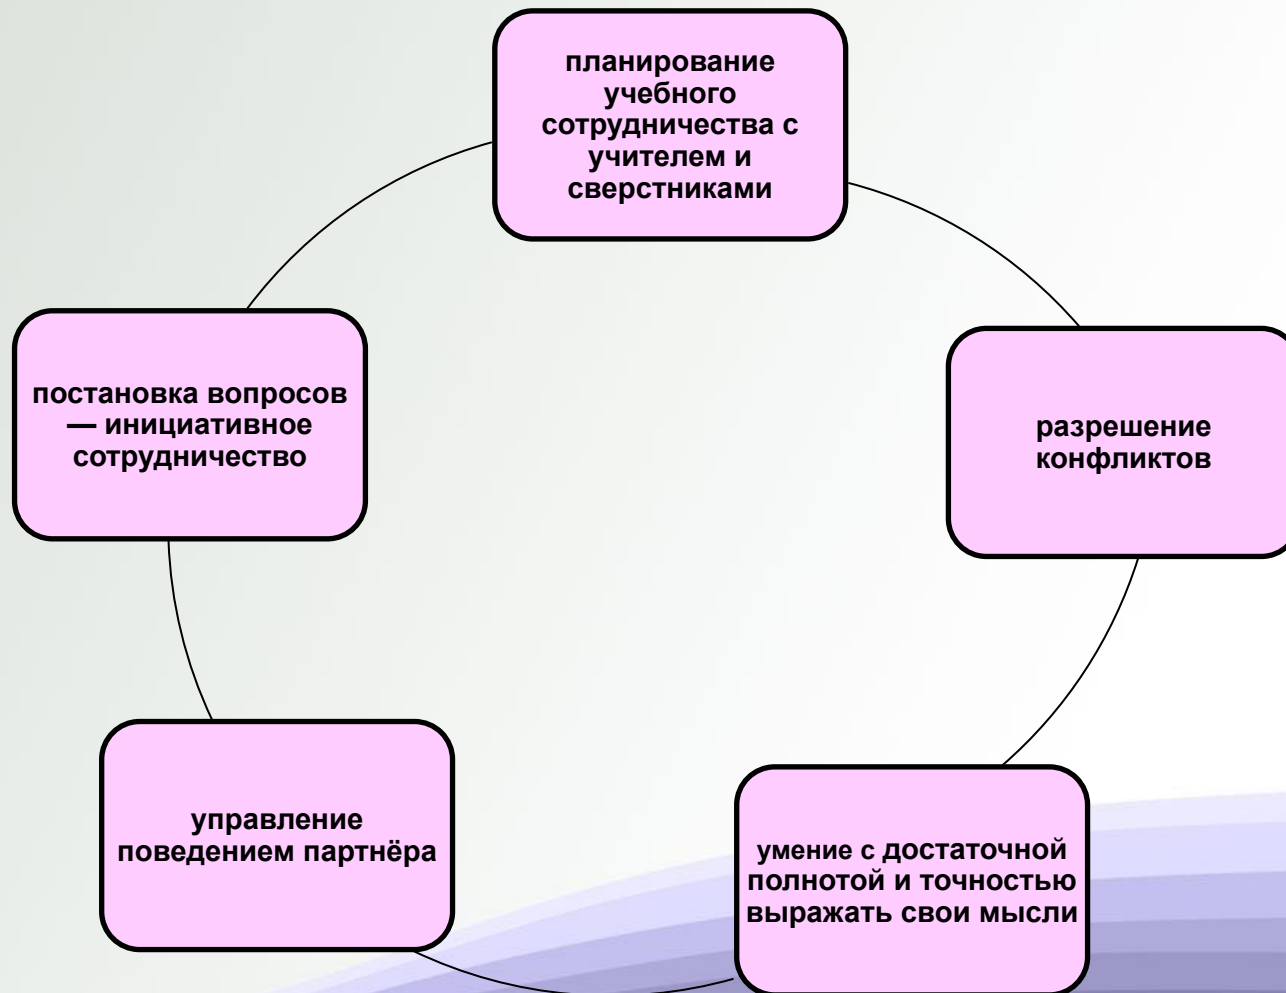 планирование
учебного
сотрудничества с
учителем и
сверстниками
разрешение
конфликтов
умение с достаточной
полнотой и точностью
выражать свои мысли
управление
поведением партнёра
постановка вопросов
— инициативное
сотрудничество